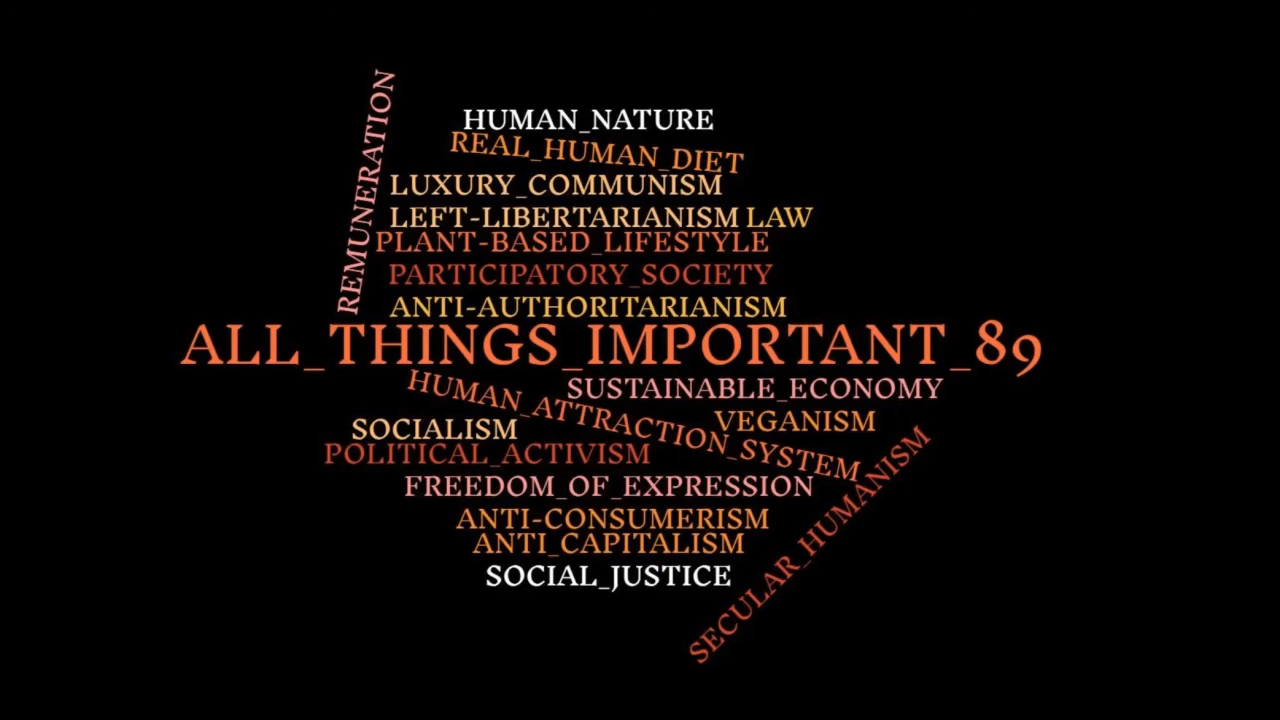 REMUNERATION
HUMAN_NATURE
REAL_HUMAN_DIET
LUXURY_COMMUNISM
LEFT-LIBERTARIANISM LAW
PLANT-BASED_LIFESTYLE
PARTICIPATORY_SOCIETY
ANTI-AUTHORITARIANISM
ALL_THINGS_IMPORTANT_89
SUSTAINABLE_ECONOMY
HUMAN_ATTRACTION_SYSTEM
VEGANISM
SOCIALISM
POLITICAL_ACTIVISM
FREEDOM_OF_EXPRESSION
ANTI-CONSUMERISM
ANTI_CAPITALISM
SOCIAL_JUSTICE
SECULAR_HUMANISM